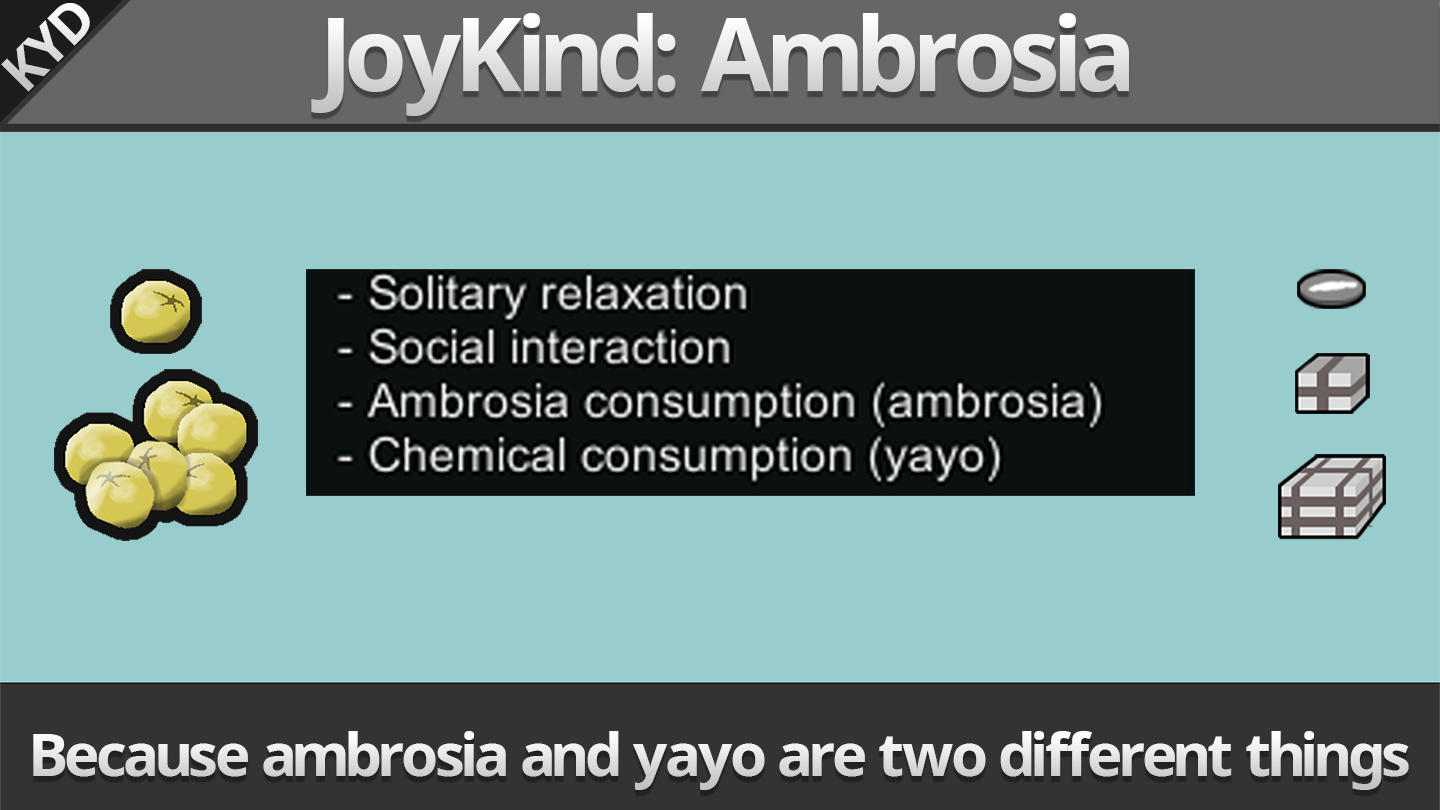 KYD
JoyKind: Ambrosia
- Solitary relaxation
- Social interaction
- Ambrosia consumption (ambrosia)
- Chemical consumption (yayo)
Because ambrosia and yayo are two different things